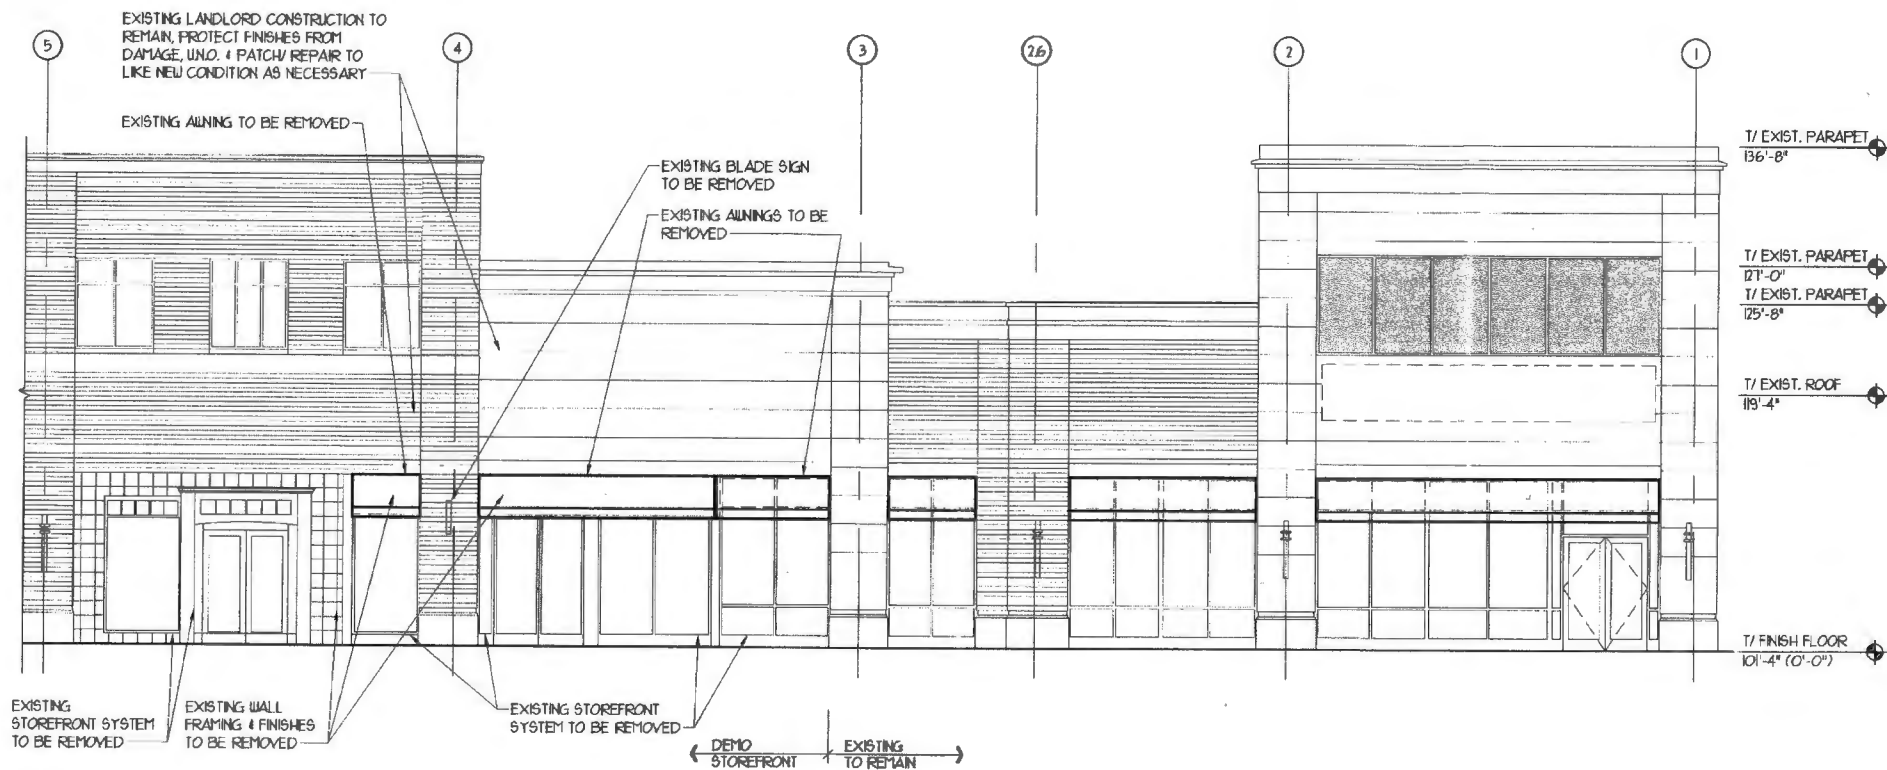 EXISTING LANDLORD CONSTRUCTION TO
REMAIN, PROTECT FINISHES FROM
DAMAGE, U.N.O. & PATCH/ REPAIR TO
LIKE NEW CONDITION AS NECESSARY
5
4
3
2.6
2
1
EXISTING AWNING TO BE REMOVED
EXISTING BLADE SIGN
TO BE REMOVED
EXISTING AWNINGS TO BE
REMOVED
T/ EXIST. PARAPET
136'-8"
T/ EXIST. PARAPET
127'-0"
T/ EXIST. PARAPET
125'-8"
T/ EXIST. ROOF
119'-4"
T/ FINISH FLOOR
101'-4" (0'-0")
EXISTING
STOREFRONT SYSTEM
TO BE REMOVED
EXISTING WALL
FRAMING & FINISHES
TO BE REMOVED
EXISTING STOREFRONT
SYSTEM TO BE REMOVED
DEMO
STOREFRONT
EXISTING
TO REMAIN